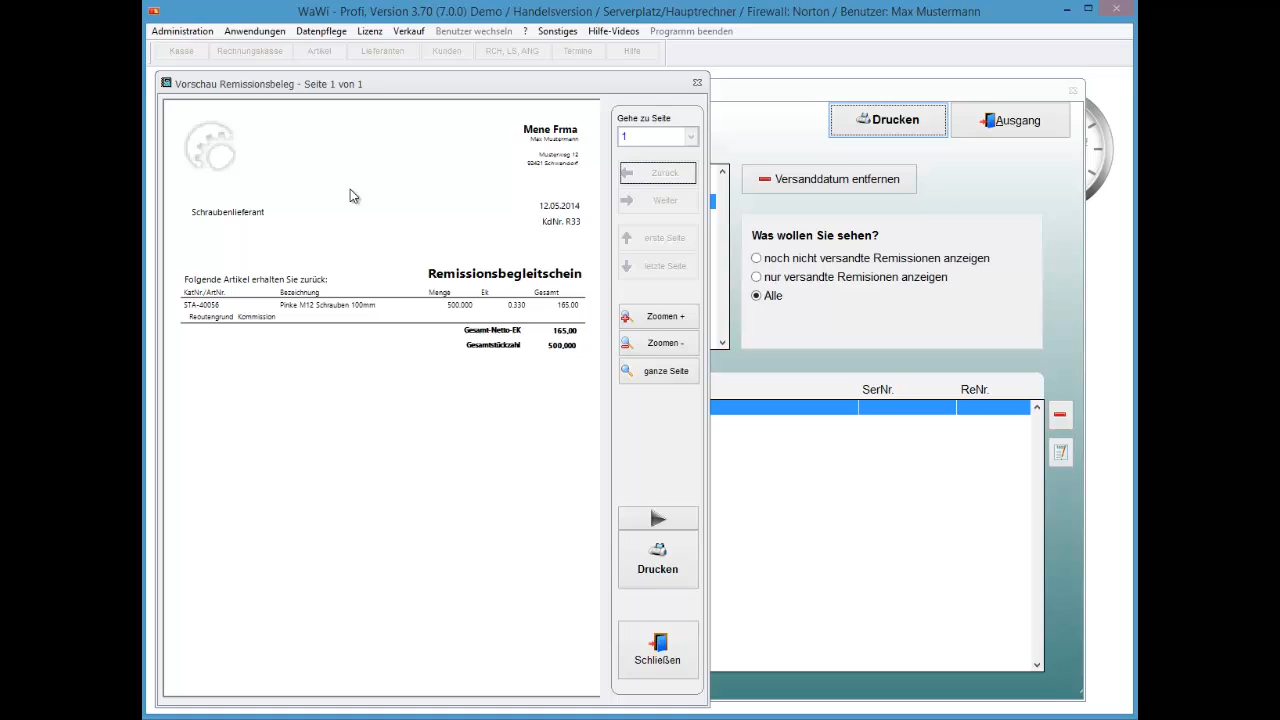 WaWi - Profi, Version 3.70 (7.0.0) Demo / Handelsversion / Serverplatz/Hauptrechner / Firewall: Norton / Benutzer: Max Mustermann
Administration Anwendungen Datenpflege Lizenz Verkauf Benutzer wechseln ? Sonstiges Hilfe-Videos Programm beenden
Kasse Rechnungskasse Artikel Lieferanten Kunden RCH, LS, ANG Termine Hilfe
Vorschau Remissionsbeleg - Seite 1 von 1
Mene Frma
Max Mustermann
Musterweg 12
92421 Schwandorf
Schraubenlieferant
12.05.2014
KdNr. R33
Remissionsbegleitschein
Folgende Artikel erhalten Sie zurück:
KatNr./ArtNr. Bezeichnung Menge Ek Gesamt
STA-40056 Pinke M12 Schrauben 100mm 500.000 0.330 165.00
Reoutengrund Kommission
Gesamt-Netto-EK 165,00
Gesamtstückzahl 500,000
Gehe zu Seite
1
Zurück
Weiter
erste Seite
letzte Seite
Zoomen +
Zoomen -
ganze Seite
Drucken
Schließen
Drucken Ausgang
Versanddatum entfernen
Was wollen Sie sehen?
noch nicht versandte Remissionen anzeigen
nur versandte Remisionen anzeigen
Alle
SerNr. ReNr.